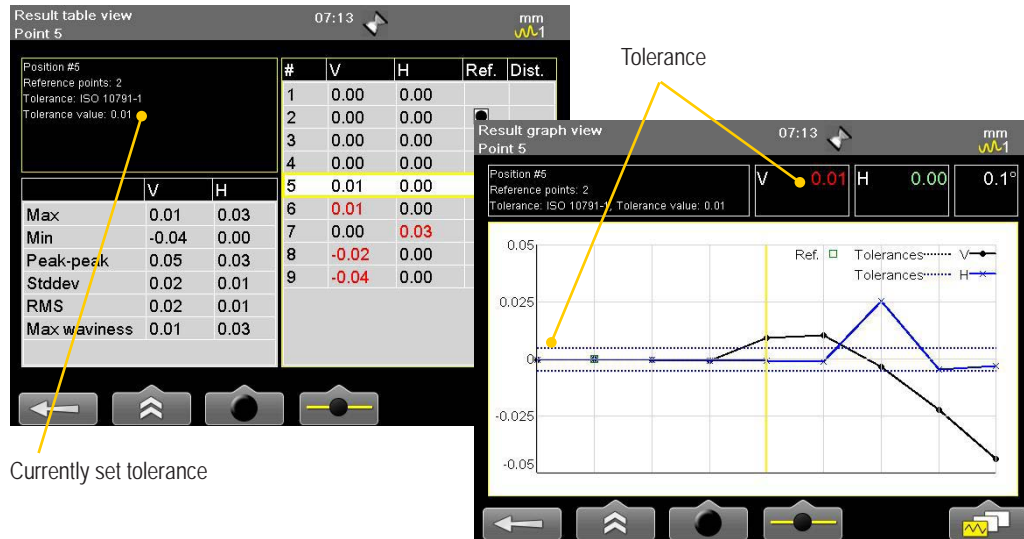 Result table view
Point 5
07:13
mm
1
Position #5
Reference points: 2
Tolerance: ISO 10791-1
Tolerance value: 0.01
V H
Max 0.01 0.03
Min -0.04 0.00
Peak-peak 0.05 0.03
Stddev 0.02 0.01
RMS 0.02 0.01
Max waviness 0.01 0.03
# V H Ref. Dist.
1 0.00 0.00
2 0.00 0.00
3 0.00 0.00
4 0.00 0.00
5 0.01 0.00
6 0.01 0.00
7 0.00 0.03
8 -0.02 0.00
9 -0.04 0.00
Currently set tolerance
Tolerance
Result graph view
Point 5
07:13
mm
1
Position #5
Reference points: 2
Tolerance: ISO 10791-1, Tolerance value: 0.01
V 0.01 H 0.00 0.1°
Ref. Tolerances V
Tolerances H
0.05
0.025
0
-0.025
-0.05